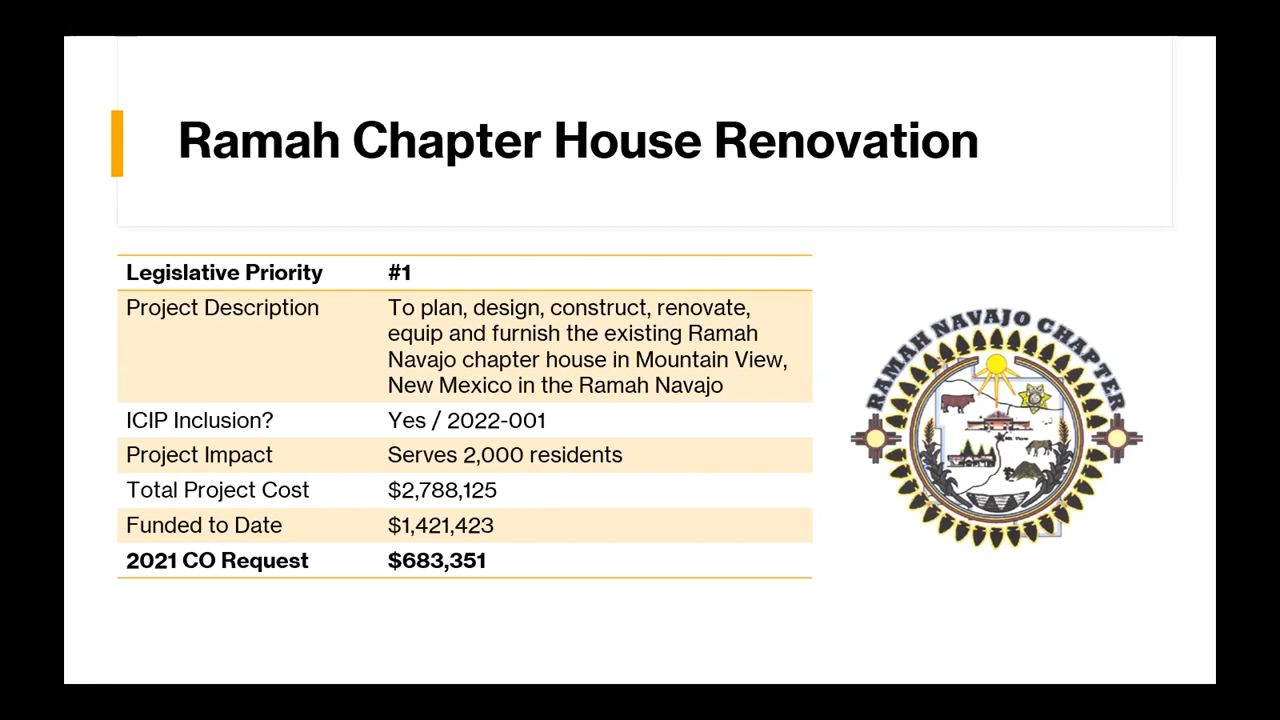 Ramah Chapter House Renovation
Legislative Priority #1
Project Description To plan, design, construct, renovate,
equip and furnish the existing Ramah
Navajo chapter house in Mountain View,
New Mexico in the Ramah Navajo
ICIP Inclusion? Yes / 2022-001
Project Impact Serves 2,000 residents
Total Project Cost $2,788,125
Funded to Date $1,421,423
2021 CO Request $683,351
RAMAH NAVAJO CHAPTER
Mt. View